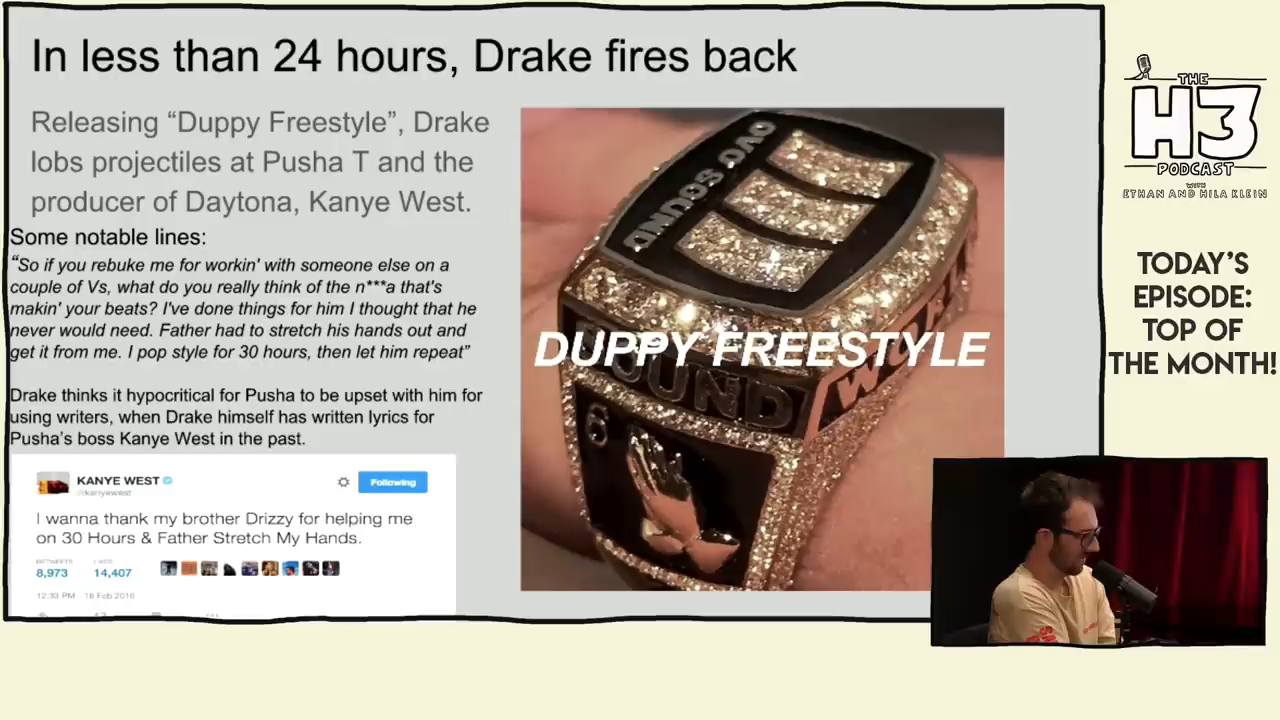 In less than 24 hours, Drake fires back
Releasing “Duppy Freestyle”, Drake
lobs projectiles at Pusha T and the
producer of Daytona, Kanye West.
Some notable lines:
“So if you rebuke me for workin' with someone else on a
couple of Vs, what do you really think of the n***a that's
makin' your beats? I've done things for him I thought that he
never would need. Father had to stretch his hands out and
get it from me. I pop style for 30 hours, then let him repeat”
Drake thinks it hypocritical for Pusha to be upset with him for
using writers, when Drake himself has written lyrics for
Pusha's boss Kanye West in the past.
KANYE WEST
@kanyewest
Following
I wanna thank my brother Drizzy for helping me
on 30 Hours & Father Stretch My Hands.
RETWEETS
LIKES
8,973
14,407
12:33 PM 18 Feb 2016
OVO SOUND
DUPPY FREESTYLE
SOUND
6
THE
H3
PODCAST
WITH
ETHAN AND HILA KLEIN
TODAY'S
EPISODE:
TOP OF
THE MONTH!